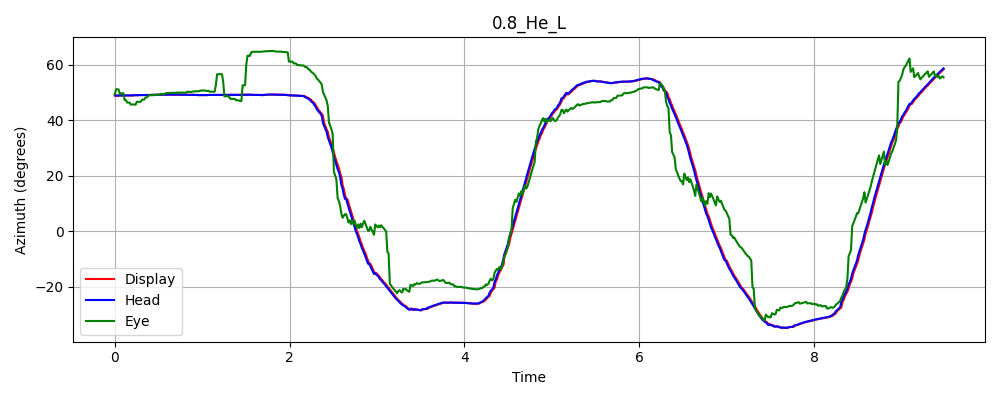 0.8_He_L
Azimuth (degrees)
60
40
20
0
−20
Display
Head
Eye
0 2 4 6 8
Time